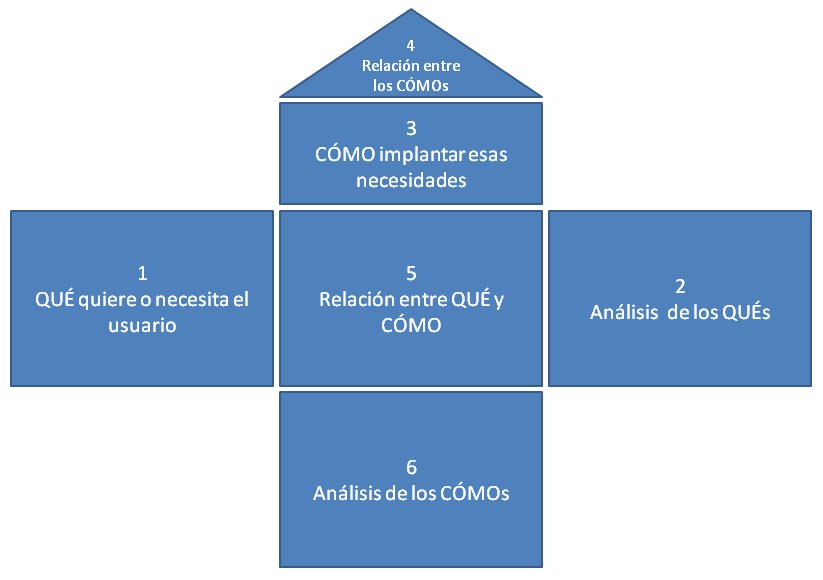 4
Relación entre
los CÓMOs
3
CÓMO implantar esas
necesidades
1
QUÉ quiere o necesita el
usuario
5
Relación entre QUÉ y
CÓMO
2
Análisis de los QUÉs
6
Análisis de los CÓMOs